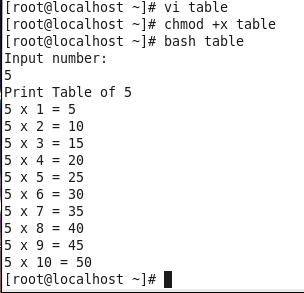 [root@localhost ~]# vi table
[root@localhost ~]# chmod +x table
[root@localhost ~]# bash table
Input number:
5
Print Table of 5
5 x 1 = 5
5 x 2 = 10
5 x 3 = 15
5 x 4 = 20
5 x 5 = 25
5 x 6 = 30
5 x 7 = 35
5 x 8 = 40
5 x 9 = 45
5 x 10 = 50
[root@localhost ~]#